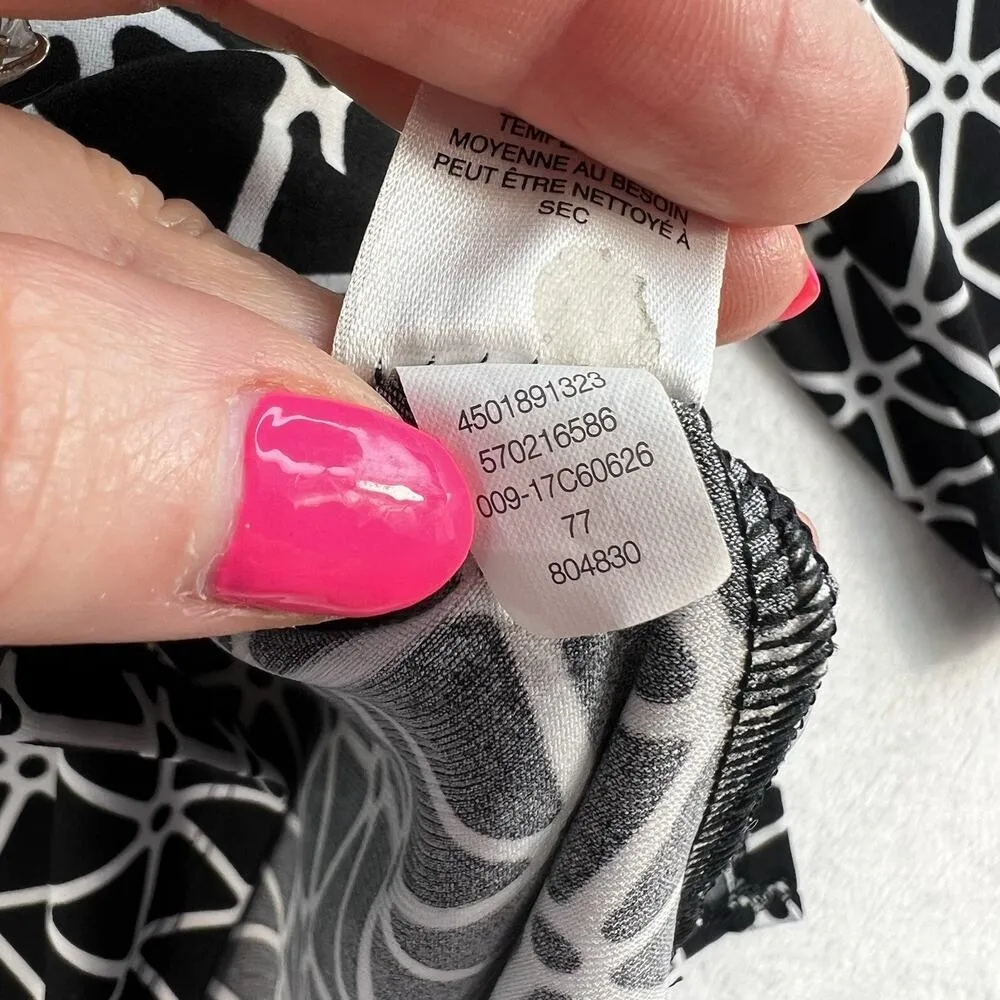 MOYENNE AU BESOIN
PEUT ÊTRE NETTOYÉ À
SEC
4501891323
570216586
009-17C60626
77
804830